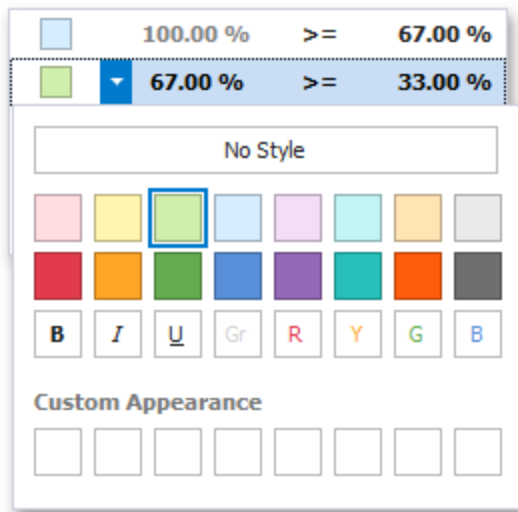 100.00 % >= 67.00 %
67.00 % >= 33.00 %
No Style
B I U Gr R Y G B
Custom Appearance